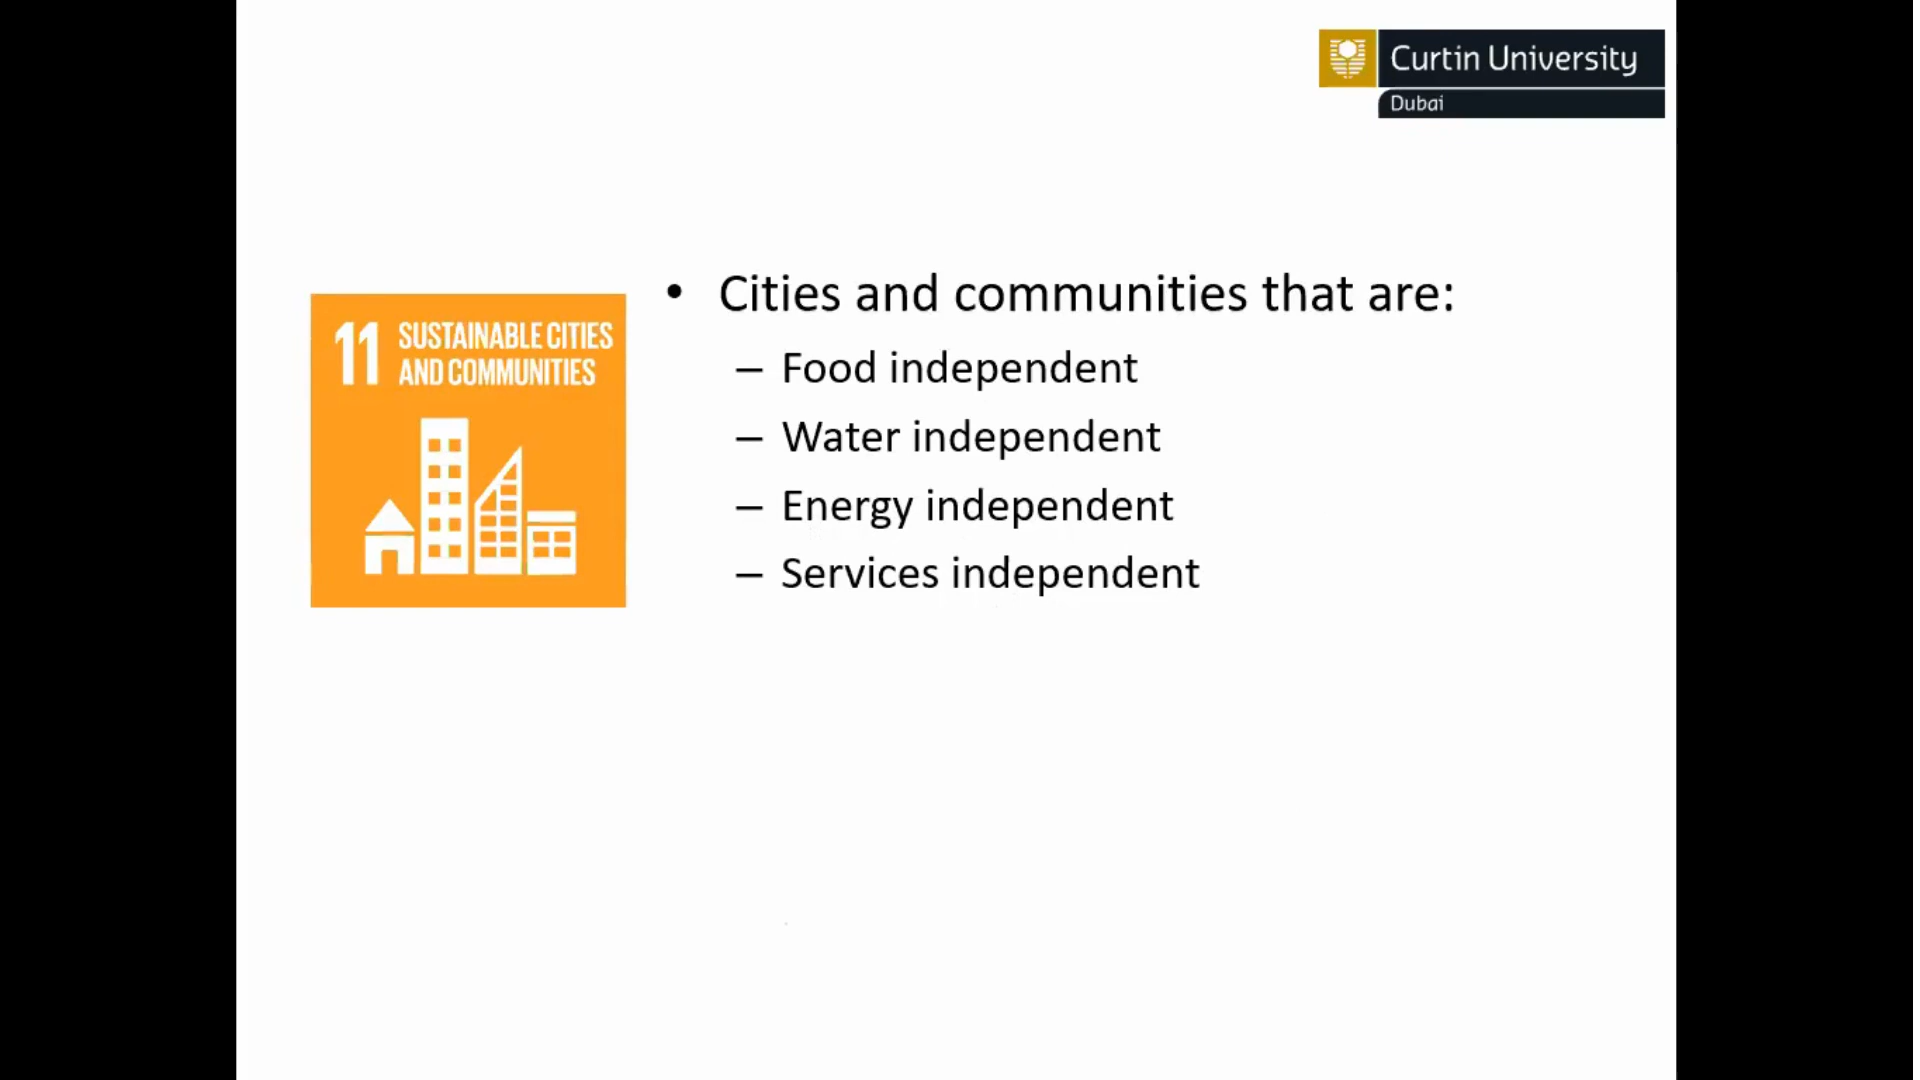 Curtin University
Dubai
11 SUSTAINABLE CITIES
AND COMMUNITIES
• Cities and communities that are:
– Food independent
– Water independent
– Energy independent
– Services independent